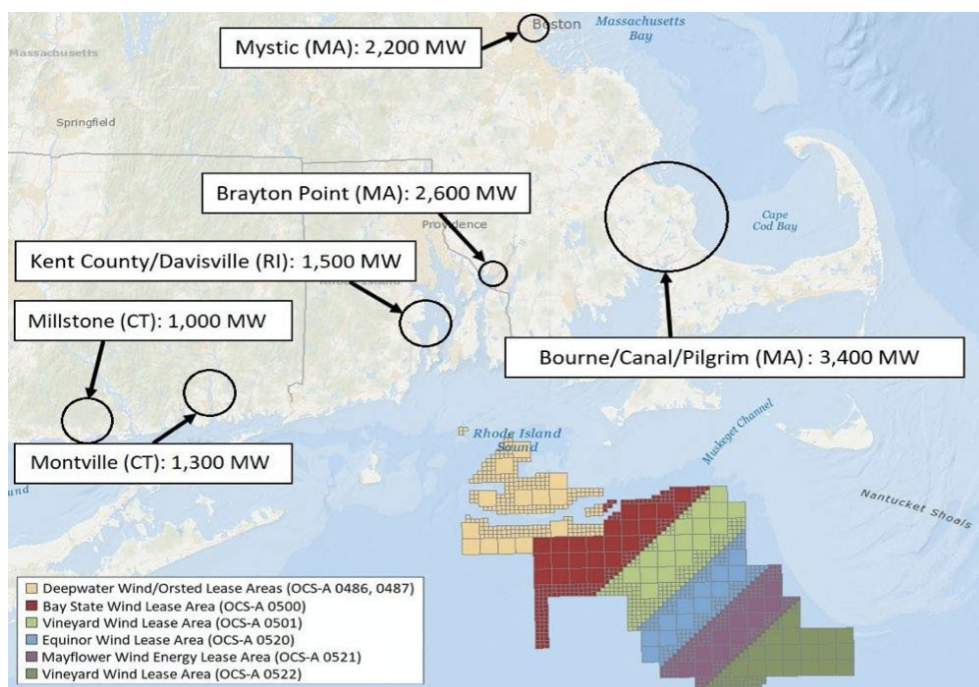 Boston
Massachusetts
Bay
Massachusetts
Mystic (MA): 2,200 MW
Springfield
Brayton Point (MA): 2,600 MW
Providence
Cape
Cod Bay
Kent County/Davisville (RI): 1,500 MW
Millstone (CT): 1,000 MW
Bourne/Canal/Pilgrim (MA) : 3,400 MW
Montville (CT): 1,300 MW
Rhode Island
Sound
Muskeget Channel
Nantucket Shoals
Deepwater Wind/Orsted Lease Areas (OCS-A 0486, 0487)
Bay State Wind Lease Area (OCS-A 0500)
Vineyard Wind Lease Area (OCS-A 0501)
Equinor Wind Lease Area (OCS-A 0520)
Mayflower Wind Energy Lease Area (OCS-A 0521)
Vineyard Wind Lease Area (OCS-A 0522)